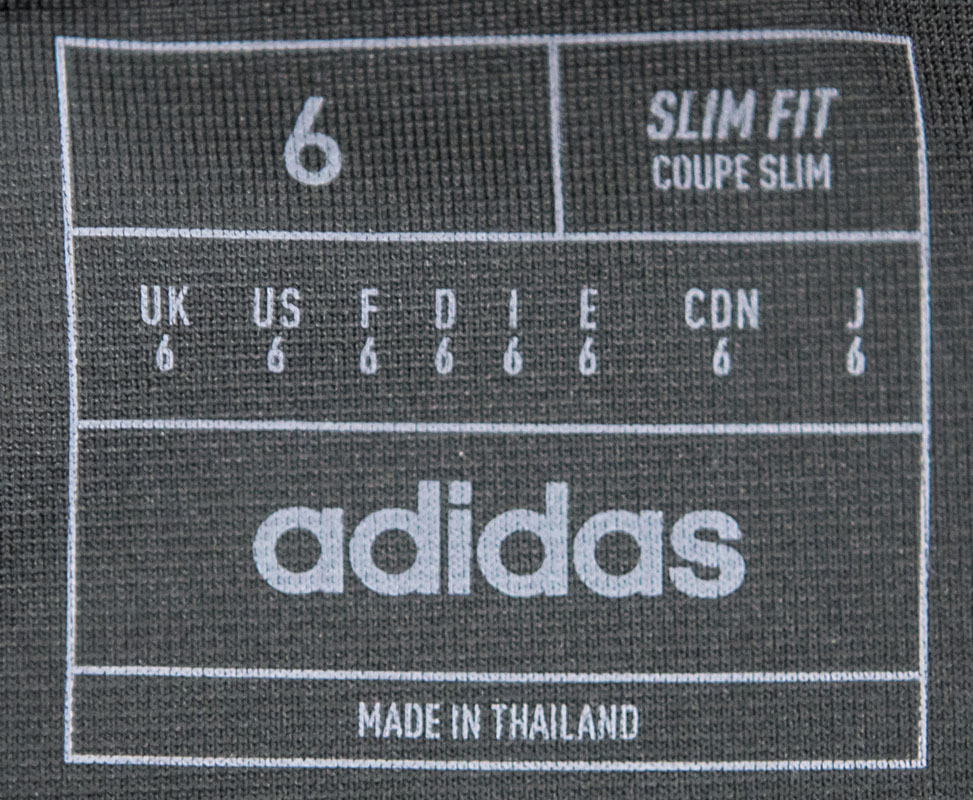 6
SLIM FIT
COUPE SLIM
UK US F D I E CDN J
6 6 6 6 6 6 6 6
adidas
MADE IN THAILAND